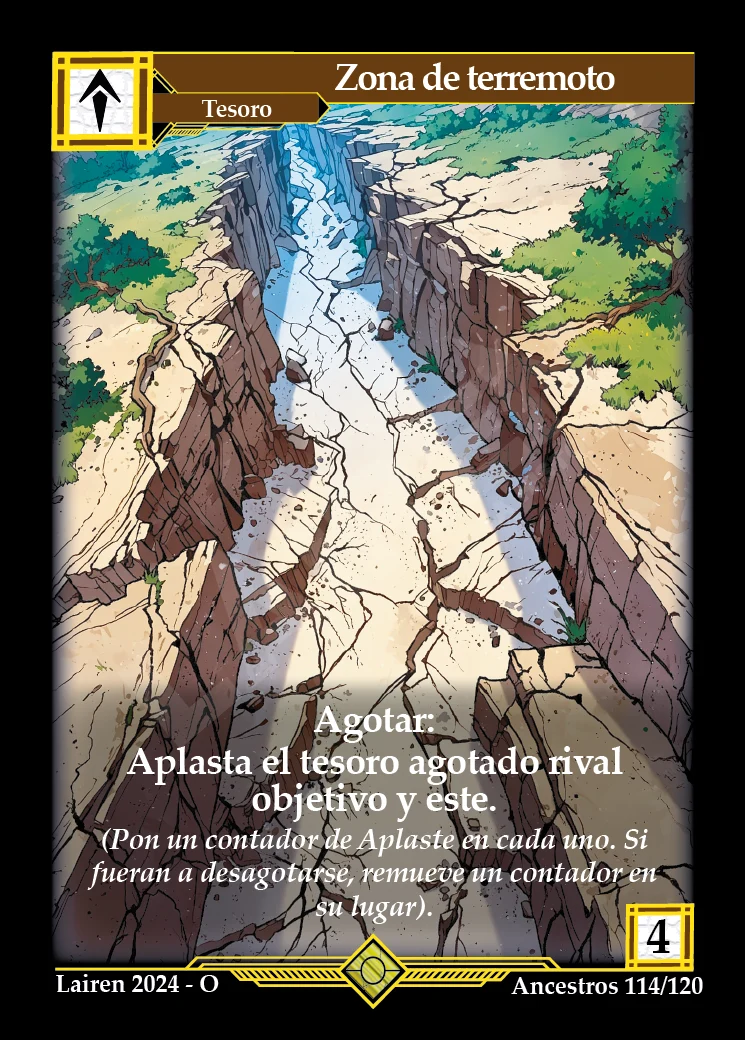 Zona de terremoto
Tesoro
Agotar:
Aplasta el tesoro agotado rival
objetivo y este.
(Pon un contador de Aplaste en cada uno. Si
fueran a desagotarse, remueve un contador en
su lugar).
4
Lairen 2024 - O
Ancestros 114/120